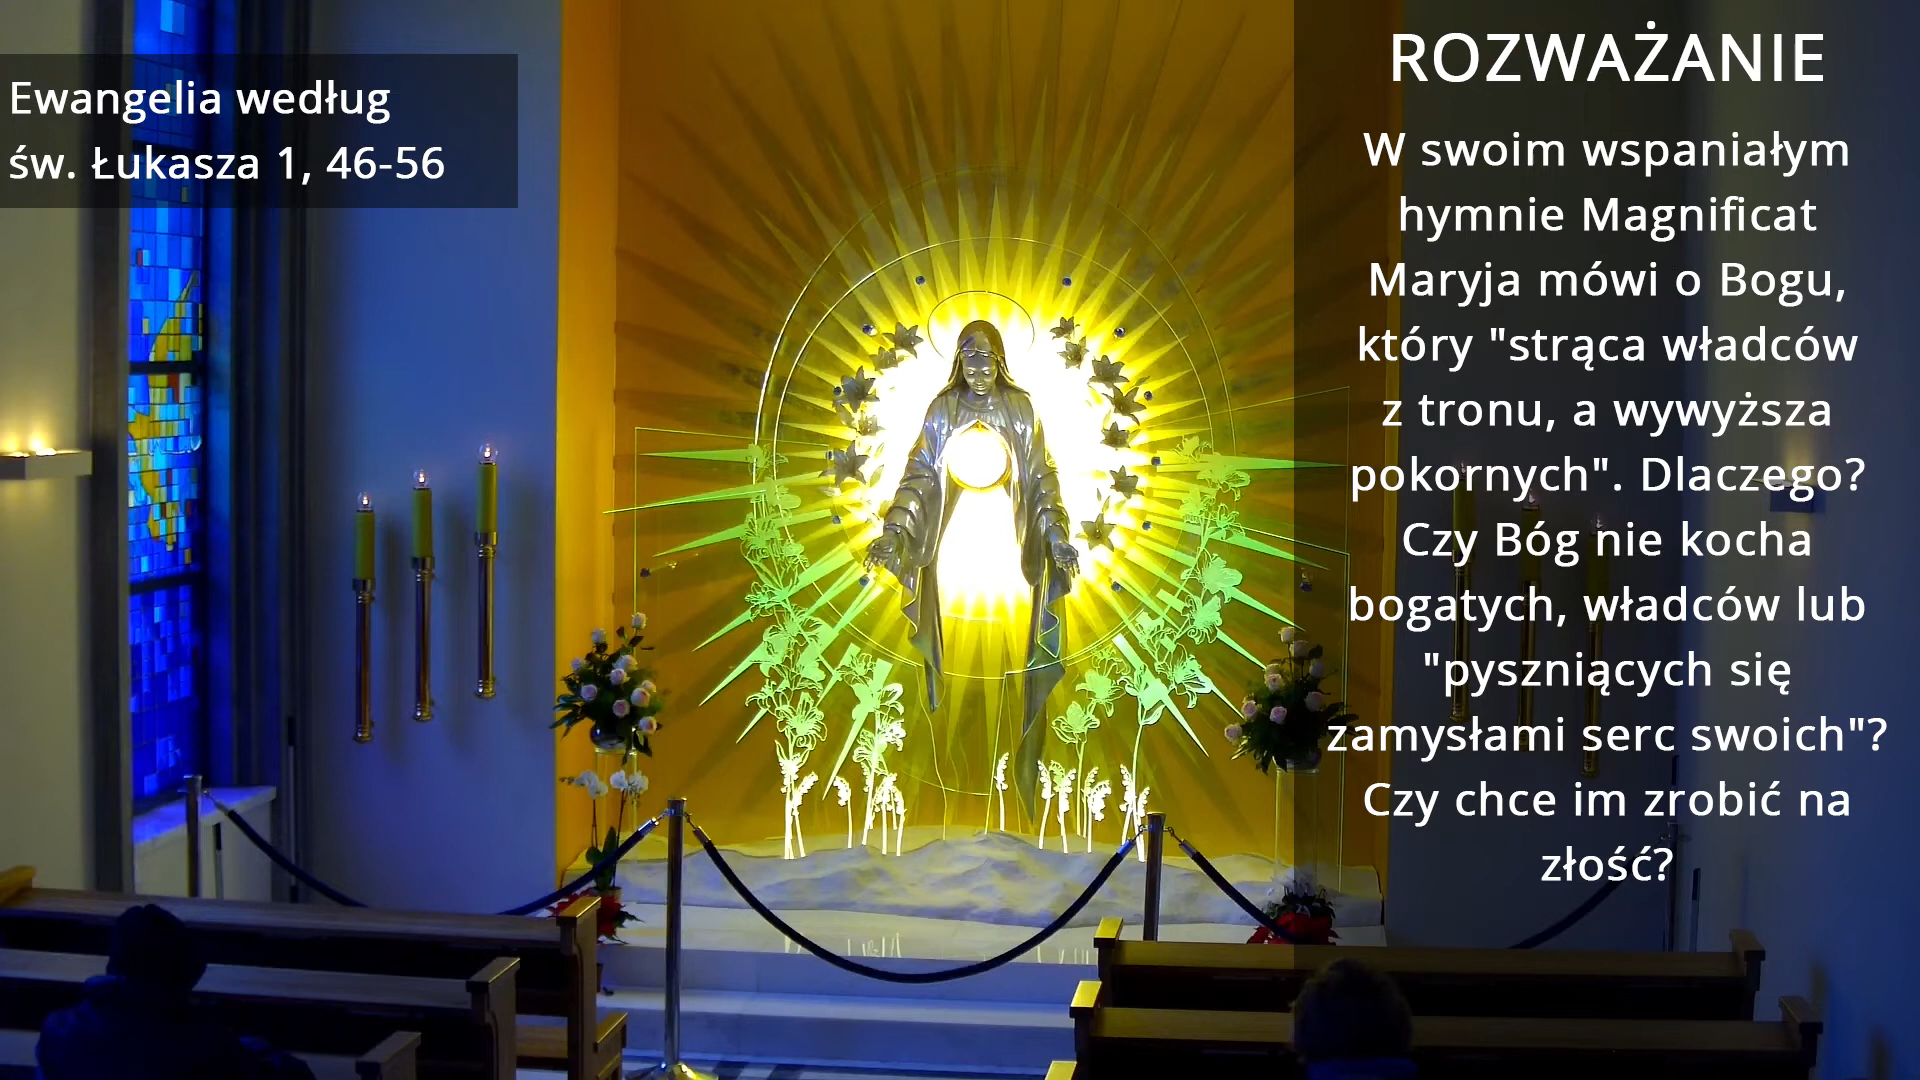 Ewangelia według
św. Łukasza 1, 46-56
ROZWAŻANIE
W swoim wspaniałym
hymnie Magnificat
Maryja mówi o Bogu,
który "strąca władców
z tronu, a wywyższa
pokornych". Dlaczego?
Czy Bóg nie kocha
bogatych, władców lub
"pyszniących się
zamysłami serc swoich"?
Czy chce im zrobić na
złość?